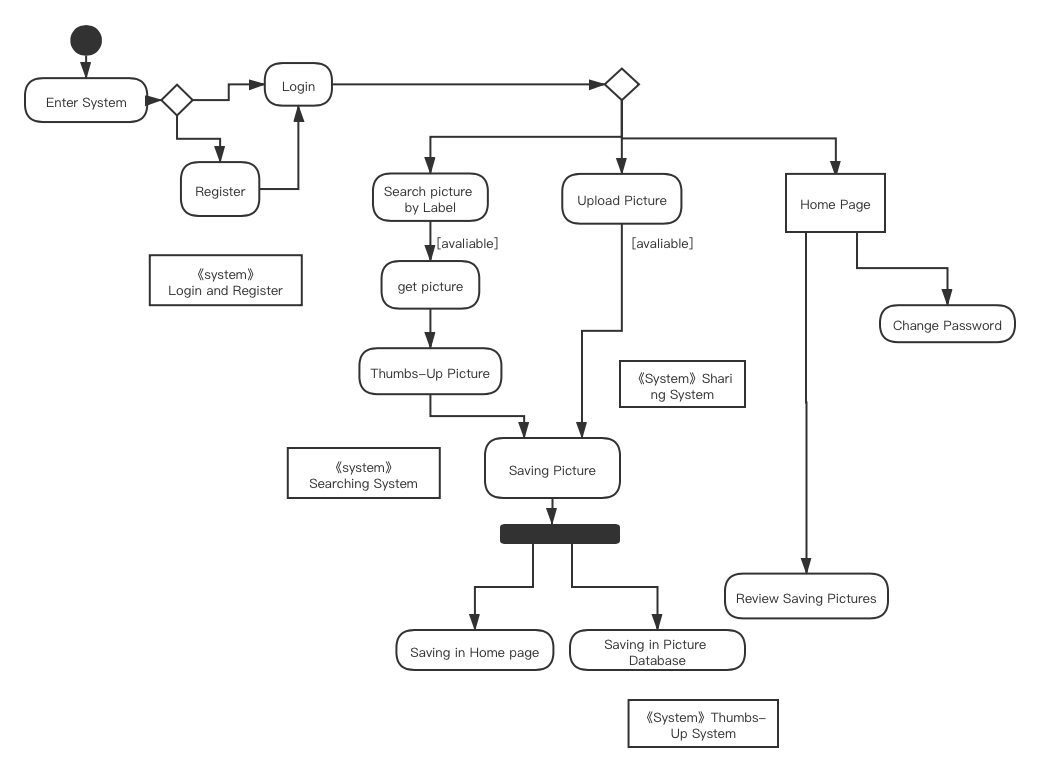 Enter System
Login
Register
Search picture
by Label
Upload Picture
Home Page
[avaliable]
[avaliable]
《system》
Login and Register
get picture
Change Password
Thumbs-Up Picture
《System》Shari
ng System
《system》
Searching System
Saving Picture
Review Saving Pictures
Saving in Home page
Saving in Picture
Database
《System》Thumbs-
Up System